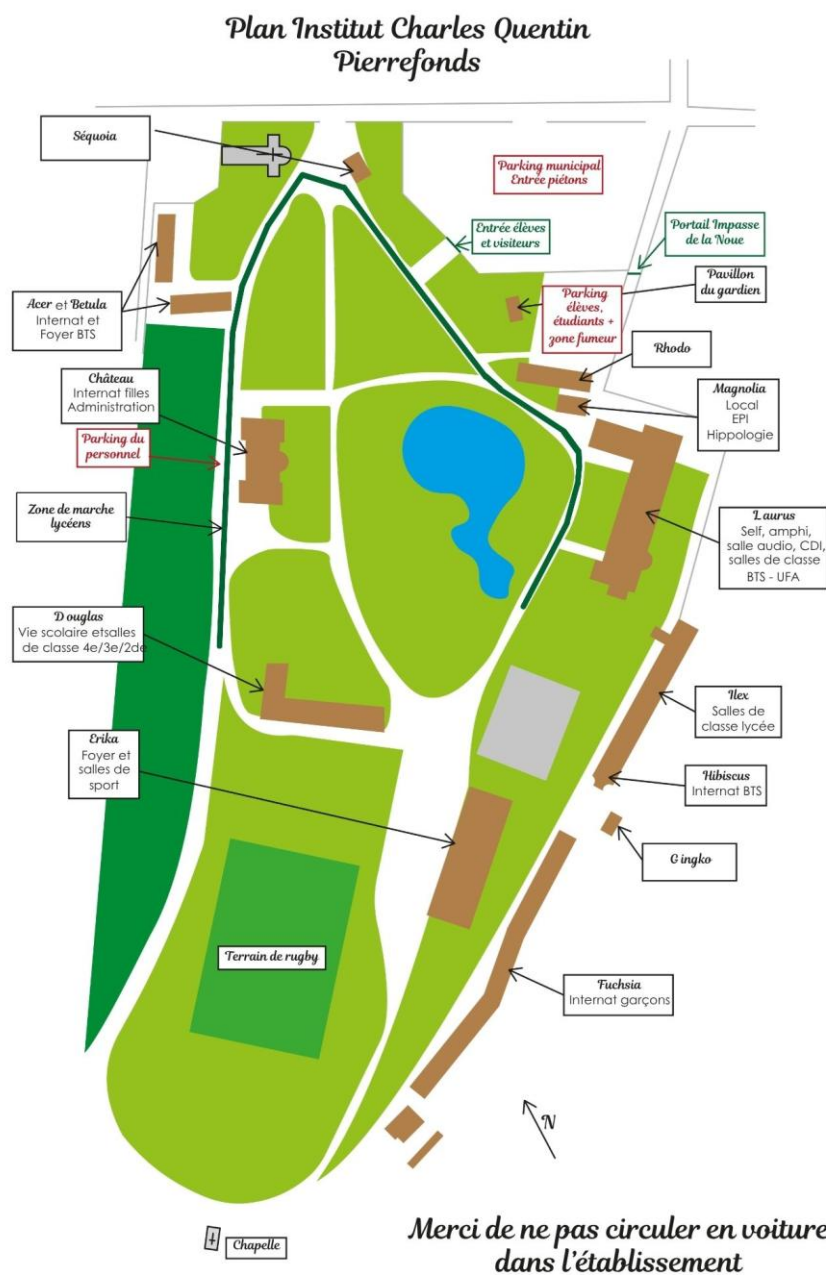 Plan Institut Charles Quentin
Pierrefonds
Séquoia
Parking municipal
Entrée piétons
Entrée élèves
et visiteurs
Portail Impasse
de la Noue
Pavillon
du gardien
Acer et Betula
Internat et
Foyer BTS
Parking
élèves,
étudiants +
zone fumeur
Rhodo
Château
Internat filles
Administration
Magnolia
Local
EPI
Hippologie
Parking du
personnel
Zone de marche
lycéens
L aurus
Self, amphi,
salle audio, CDI,
salles de classe
BTS - UFA
D ouglas
Vie scolaire etsalles
de classe 4e/3e/2de
Ilex
Salles de
classe lycée
Erika
Foyer et
salles de
sport
Hibiscus
Internat BTS
G ingko
Terrain de rugby
Fuchsia
Internat garçons
N
Chapelle
Merci de ne pas circuler en voiture
dans l'établissement